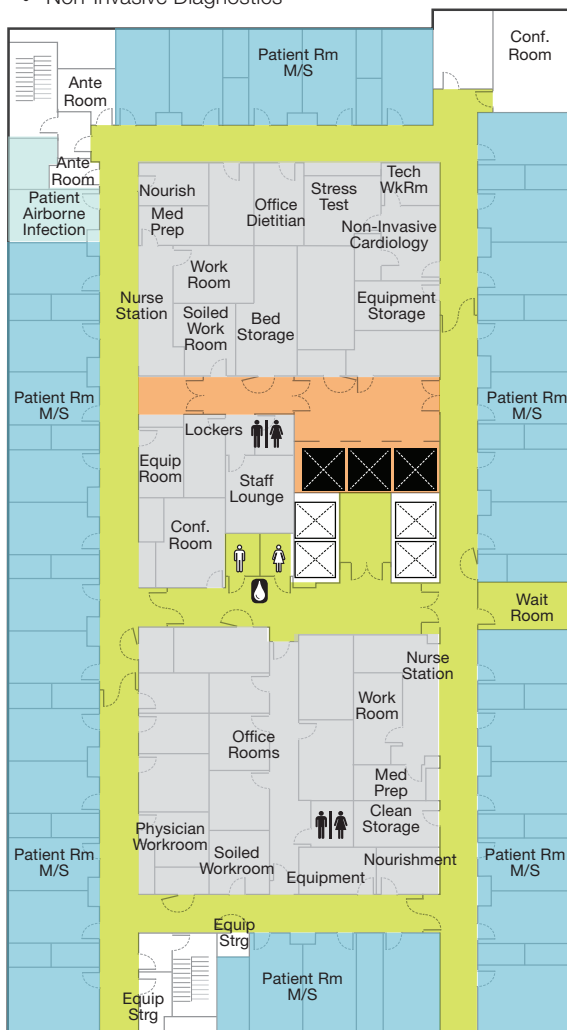 • Non-Invasive Diagnostics
Conf.
Room
Patient Rm
M/S
Ante
Room
Ante
Room
Patient
Airborne
Infection
Nourish
Med
Prep
Office
Dietitian
Stress
Test
Tech
WkRm
Non-Invasive
Cardiology
Work
Room
Nurse
Station
Soiled
Work
Room
Bed
Storage
Equipment
Storage
Patient Rm
M/S
Patient Rm
M/S
Lockers
Equip
Room
Staff
Lounge
Conf.
Room
Wait
Room
Nurse
Station
Work
Room
Office
Rooms
Med
Prep
Clean
Storage
Physician
Workroom
Soiled
Workroom
Equipment
Nourishment
Patient Rm
M/S
Patient Rm
M/S
Equip
Strg
Patient Rm
M/S
Equip
Strg